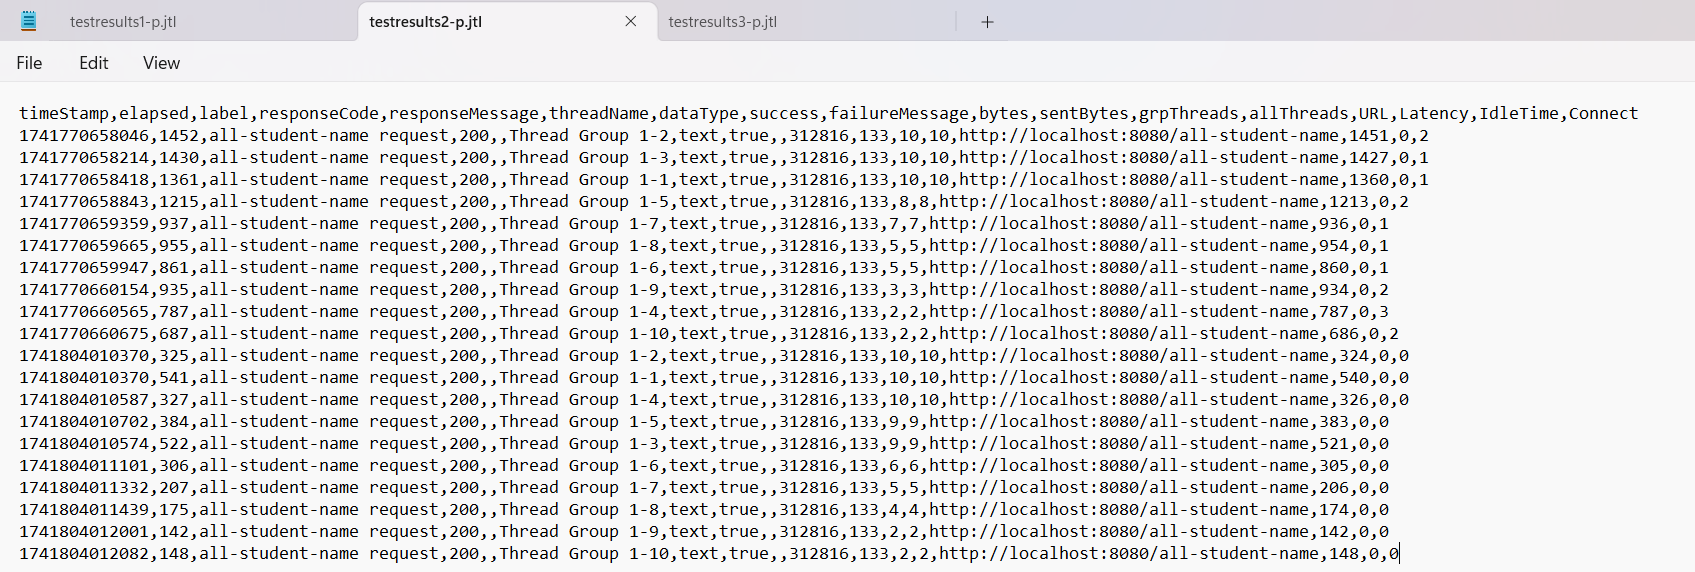 testresults1-p.jtl
testresults2-p.jtl
testresults3-p.jtl
File Edit View
timeStamp,elapsed,label,responseCode,responseMessage,threadName,dataType,success,failureMessage,bytes,sentBytes,grpThreads,allThreads,URL,Latency,IdleTime,Connect
1741770658046,1452,all-student-name request,200,,Thread Group 1-2,text,true,,312816,133,10,10,http://localhost:8080/all-student-name,1451,0,2
1741770658214,1430,all-student-name request,200,,Thread Group 1-3,text,true,,312816,133,10,10,http://localhost:8080/all-student-name,1427,0,1
1741770658418,1361,all-student-name request,200,,Thread Group 1-1,text,true,,312816,133,10,10,http://localhost:8080/all-student-name,1360,0,1
1741770658843,1215,all-student-name request,200,,Thread Group 1-5,text,true,,312816,133,8,8,http://localhost:8080/all-student-name,1213,0,2
1741770659359,937,all-student-name request,200,,Thread Group 1-7,text,true,,312816,133,7,7,http://localhost:8080/all-student-name,936,0,1
1741770659665,955,all-student-name request,200,,Thread Group 1-8,text,true,,312816,133,5,5,http://localhost:8080/all-student-name,954,0,1
1741770659947,861,all-student-name request,200,,Thread Group 1-6,text,true,,312816,133,5,5,http://localhost:8080/all-student-name,860,0,1
1741770660154,935,all-student-name request,200,,Thread Group 1-9,text,true,,312816,133,3,3,http://localhost:8080/all-student-name,934,0,2
1741770660565,787,all-student-name request,200,,Thread Group 1-4,text,true,,312816,133,2,2,http://localhost:8080/all-student-name,787,0,3
1741770660675,687,all-student-name request,200,,Thread Group 1-10,text,true,,312816,133,2,2,http://localhost:8080/all-student-name,686,0,2
1741804010370,325,all-student-name request,200,,Thread Group 1-2,text,true,,312816,133,10,10,http://localhost:8080/all-student-name,324,0,0
1741804010370,541,all-student-name request,200,,Thread Group 1-1,text,true,,312816,133,10,10,http://localhost:8080/all-student-name,540,0,0
1741804010587,327,all-student-name request,200,,Thread Group 1-4,text,true,,312816,133,10,10,http://localhost:8080/all-student-name,326,0,0
1741804010702,384,all-student-name request,200,,Thread Group 1-5,text,true,,312816,133,9,9,http://localhost:8080/all-student-name,383,0,0
1741804010574,522,all-student-name request,200,,Thread Group 1-3,text,true,,312816,133,9,9,http://localhost:8080/all-student-name,521,0,0
1741804011101,306,all-student-name request,200,,Thread Group 1-6,text,true,,312816,133,6,6,http://localhost:8080/all-student-name,305,0,0
1741804011332,207,all-student-name request,200,,Thread Group 1-7,text,true,,312816,133,5,5,http://localhost:8080/all-student-name,206,0,0
1741804011439,175,all-student-name request,200,,Thread Group 1-8,text,true,,312816,133,4,4,http://localhost:8080/all-student-name,174,0,0
1741804012001,142,all-student-name request,200,,Thread Group 1-9,text,true,,312816,133,2,2,http://localhost:8080/all-student-name,142,0,0
1741804012082,148,all-student-name request,200,,Thread Group 1-10,text,true,,312816,133,2,2,http://localhost:8080/all-student-name,148,0,0